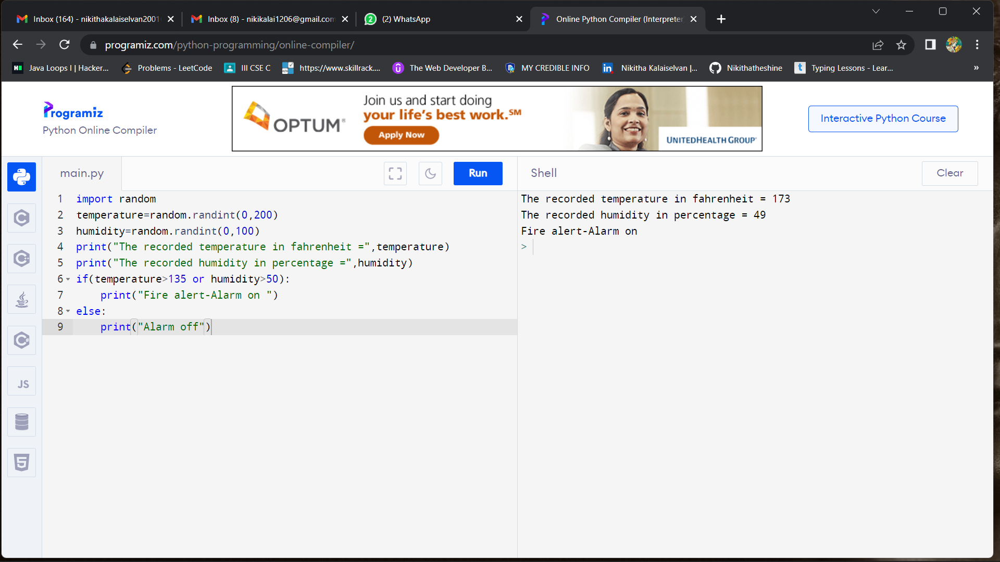 Inbox (164) - nikithakalaiselvan2001
Inbox (8) - nikikalai1206@gmail.com
2
(2) WhatsApp
Online Python Compiler (Interpreter
programiz.com/python-programming/online-compiler/
Java Loops I | Hacker...
Problems - LeetCode
III CSE C
https://www.skillrack....
The Web Developer B...
MY CREDIBLE INFO
in
Nikitha Kalaiselvan |...
Nikithatheshine
t
Typing Lessons - Lear...
»
Programiz
Python Online Compiler
OPTUM®
Join us and start doing
your life's best work.℠
Apply Now
UNITEDHEALTH GROUP®
Interactive Python Course
main.py
Run
Shell
Clear
1 import random
2 temperature=random.randint(0,200)
3 humidity=random.randint(0,100)
4 print("The recorded temperature in fahrenheit =",temperature)
5 print("The recorded humidity in percentage =",humidity)
6 if(temperature>135 or humidity>50):
7     print("Fire alert-Alarm on ")
8 else:
9     print("Alarm off")
The recorded temperature in fahrenheit = 173
The recorded humidity in percentage = 49
Fire alert-Alarm on
>
C
C++
C#
JS
5